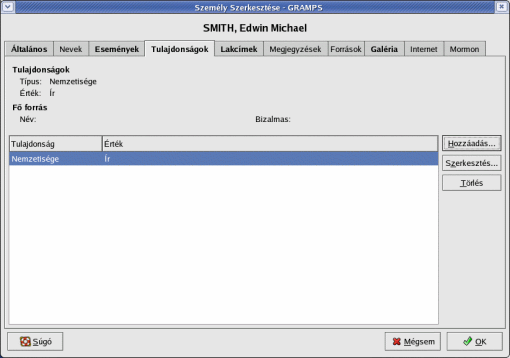 Személy Szerkesztése - GRAMPS
SMITH, Edwin Michael
Általános Nevek Események Tulajdonságok Lakcímek Megjegyzések Források Galéria Internet Mormon
Tulajdonságok
Típus: Nemzetisége
Érték: Ír
Fő forrás
Név: Bizalmas:
Tulajdonság Érték
Nemzetisége Ír
Hozzáadás...
Szerkesztés...
Törlés
Súgó Mégsem OK